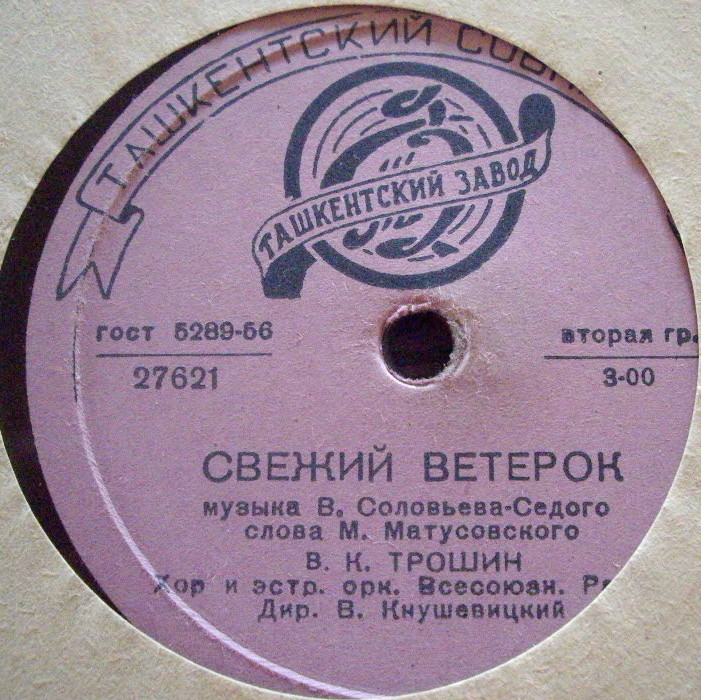 ТАШКЕНТСКИЙ
ТАШКЕНТСКИЙ ЗАВОД
гост 5289-56
вторая гр.
27621
3-00
СВЕЖИЙ ВЕТЕРОК
музыка В. Соловьева-Седого
слова М. Матусовского
В. К. ТРОШИН
Хор и эстр. орк. Всесоюзн.
Дир. В. Кнушевицкий